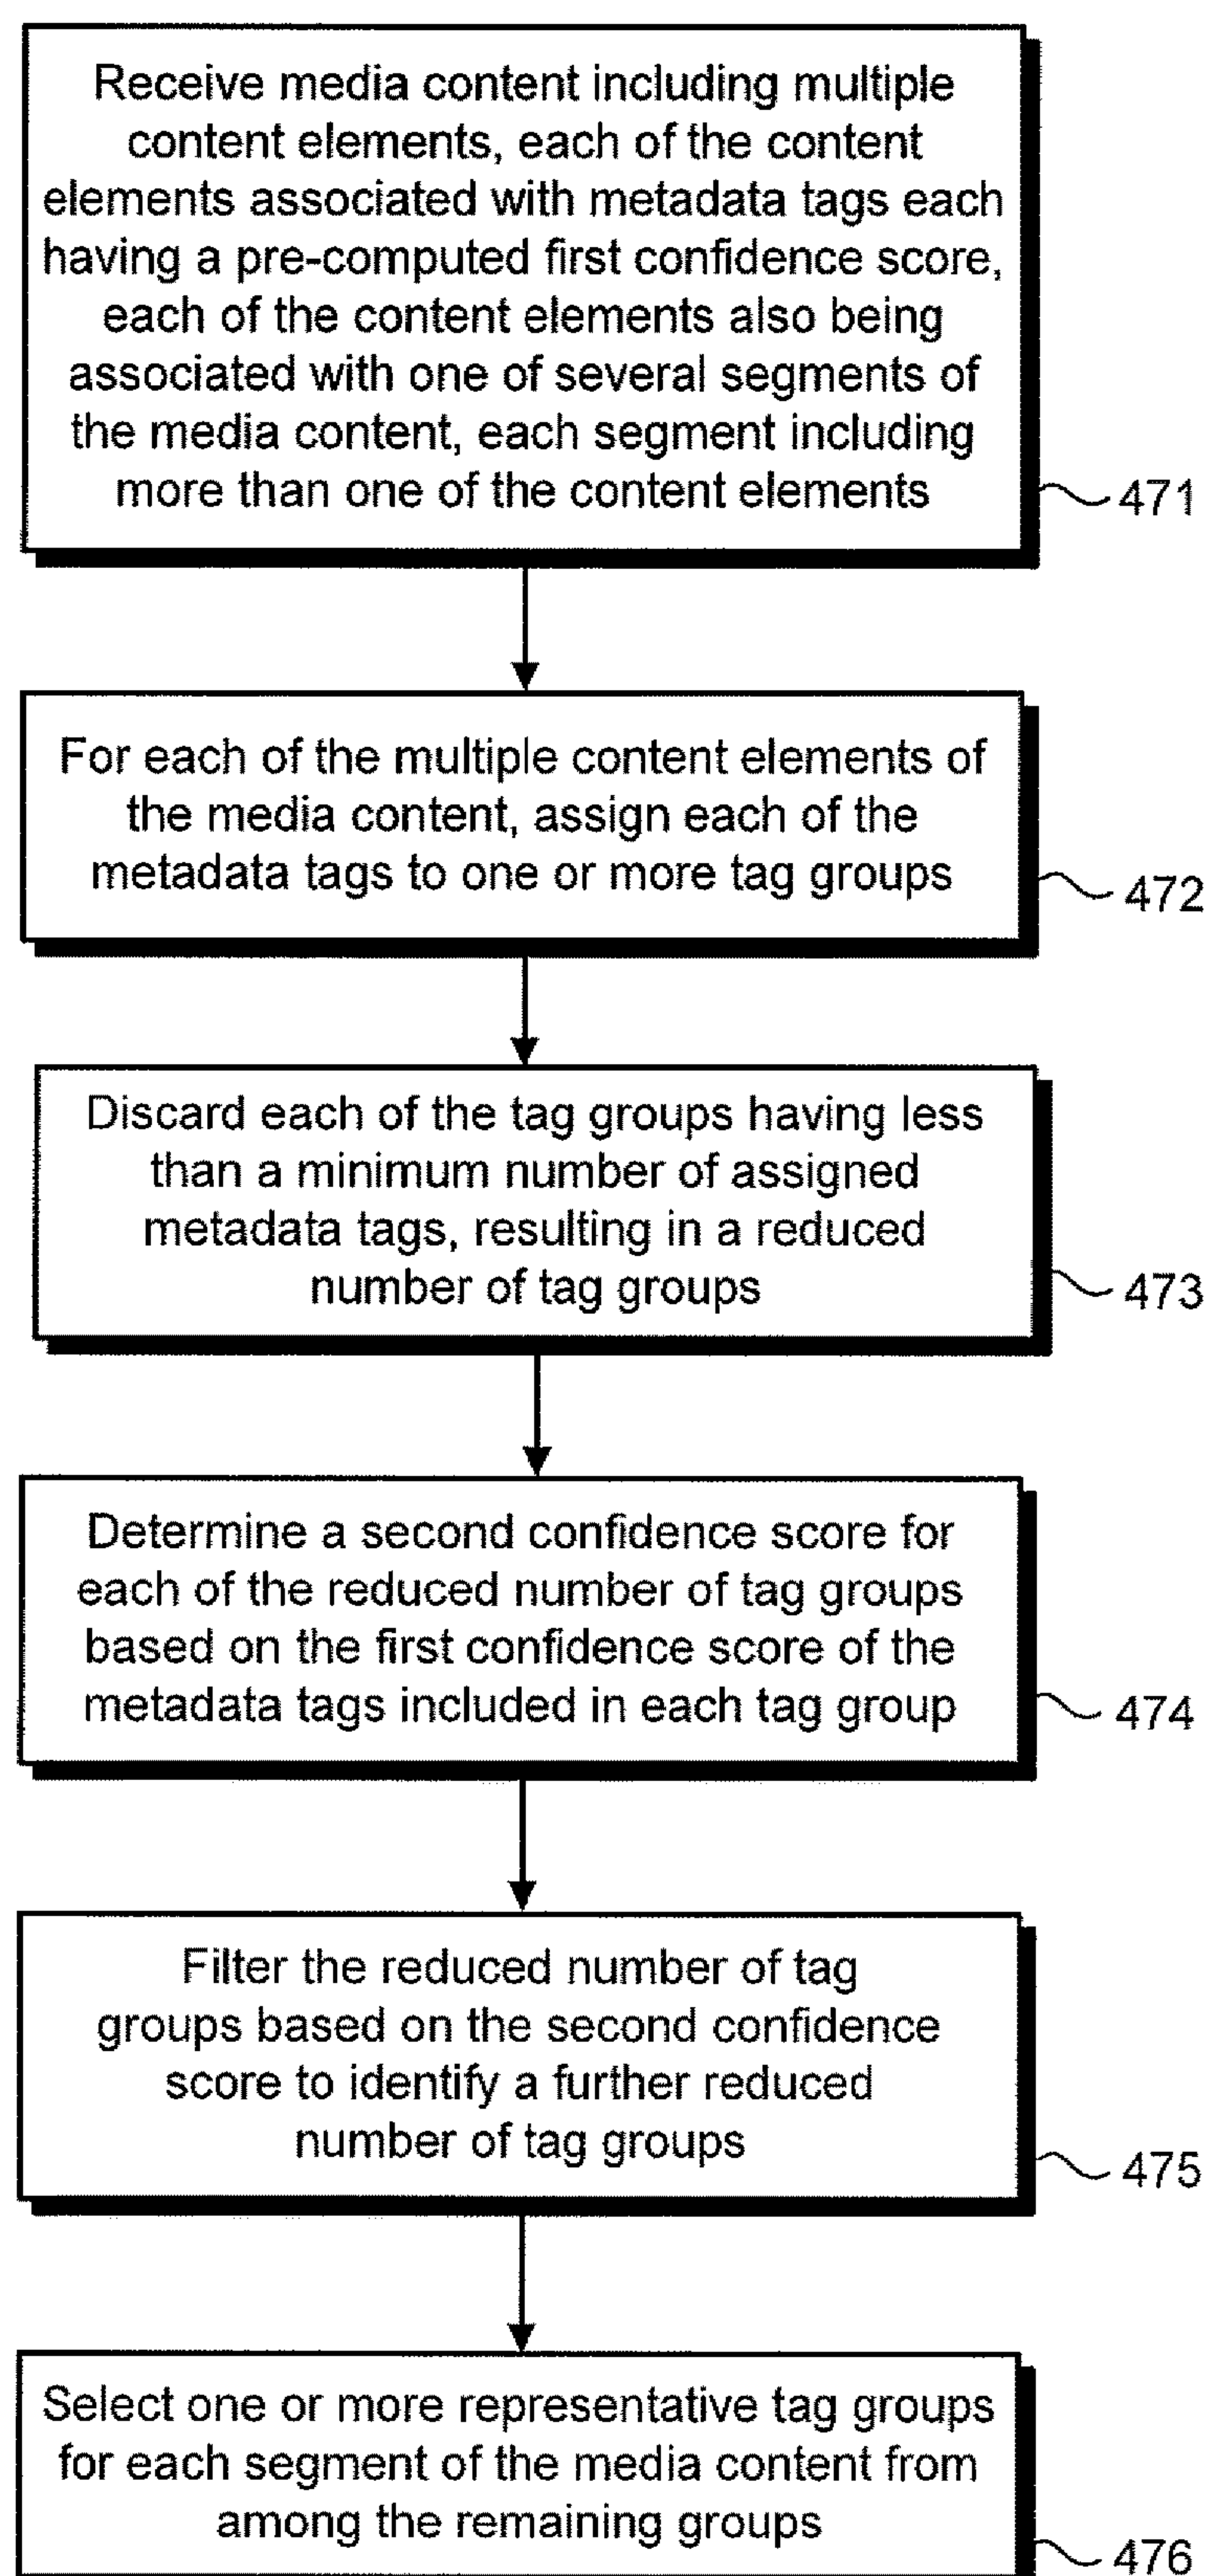 Receive media content including multiple
content elements, each of the content
elements associated with metadata tags each
having a pre-computed first confidence score,
each of the content elements also being
associated with one of several segments of
the media content, each segment including
more than one of the content elements
471
For each of the multiple content elements of
the media content, assign each of the
metadata tags to one or more tag groups
472
Discard each of the tag groups having less
than a minimum number of assigned
metadata tags, resulting in a reduced
number of tag groups
473
Determine a second confidence score for
each of the reduced number of tag groups
based on the first confidence score of the
metadata tags included in each tag group
474
Filter the reduced number of tag
groups based on the second confidence
score to identify a further reduced
number of tag groups
475
Select one or more representative tag groups
for each segment of the media content from
among the remaining groups
476